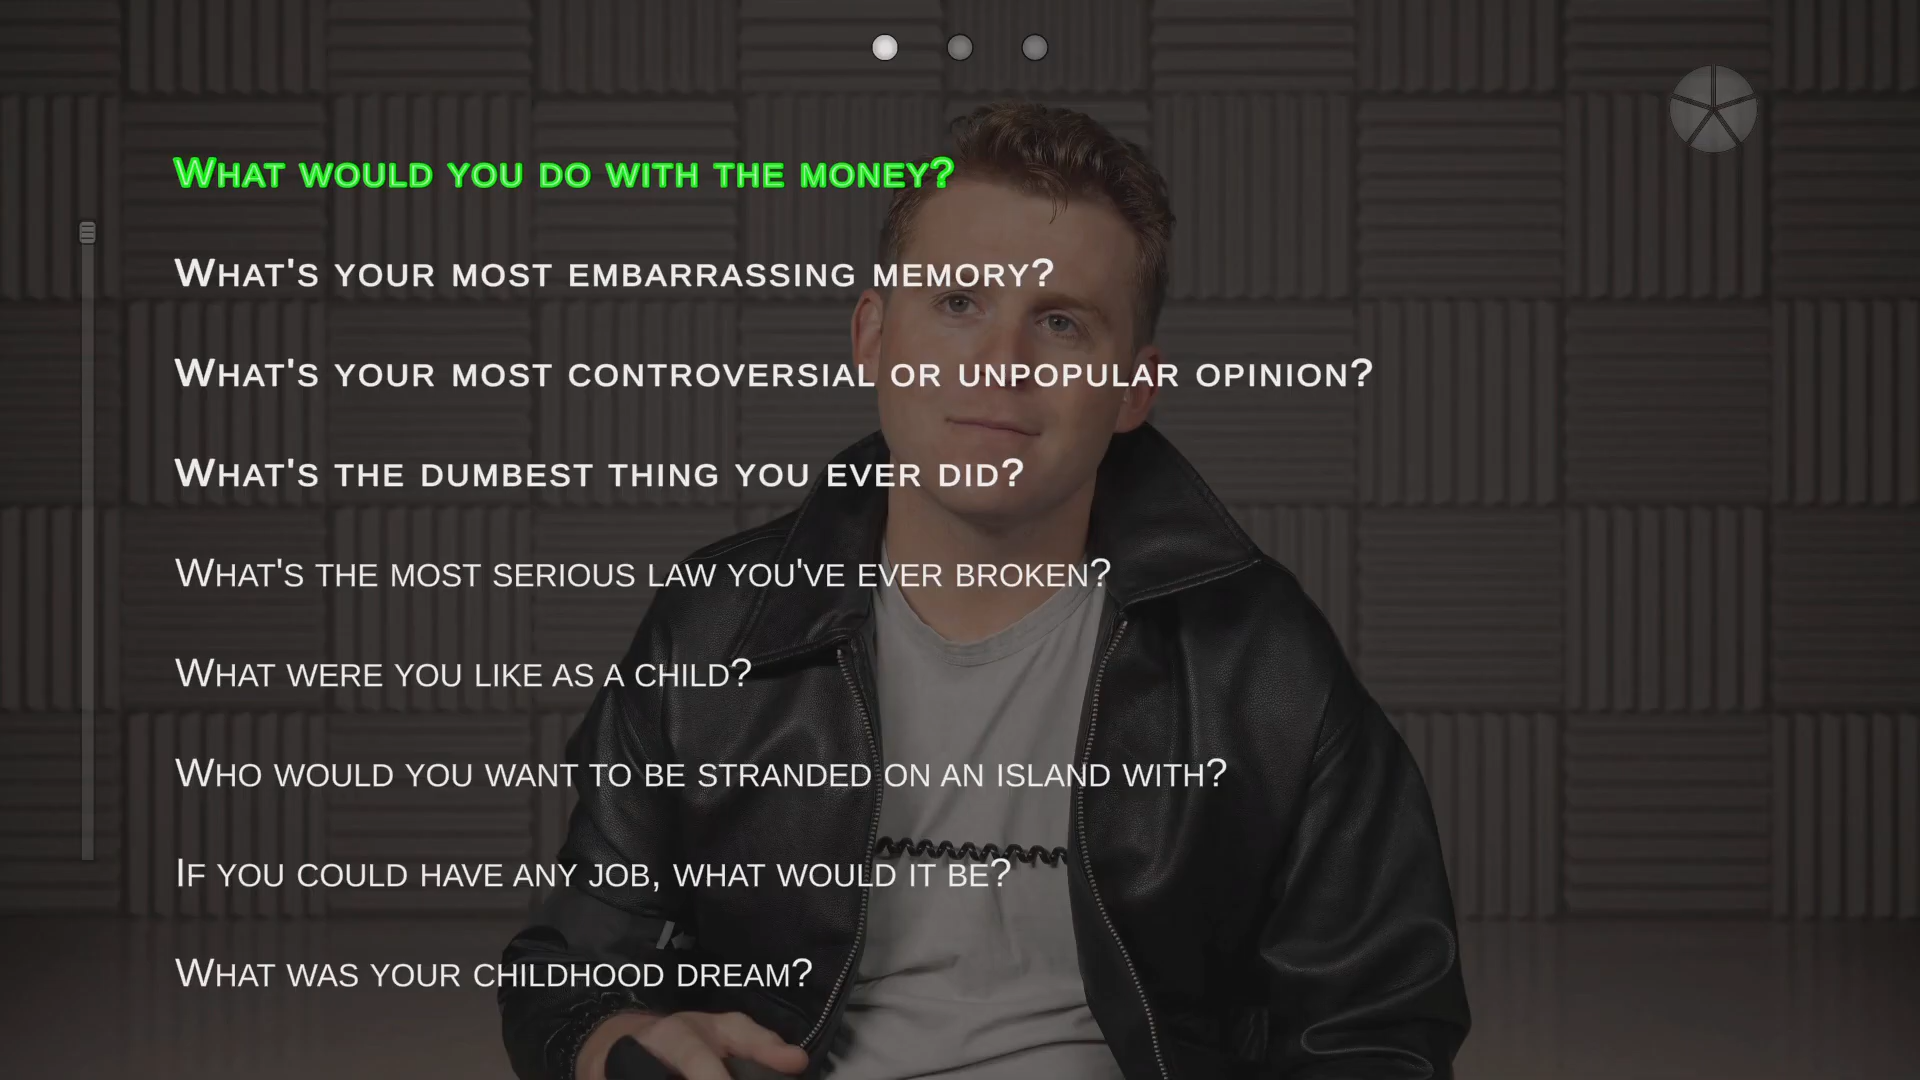 What would you do with the money?
What's your most embarrassing memory?
What's your most controversial or unpopular opinion?
What's the dumbest thing you ever did?
What's the most serious law you've ever broken?
What were you like as a child?
Who would you want to be stranded on an island with?
If you could have any job, what would it be?
What was your childhood dream?